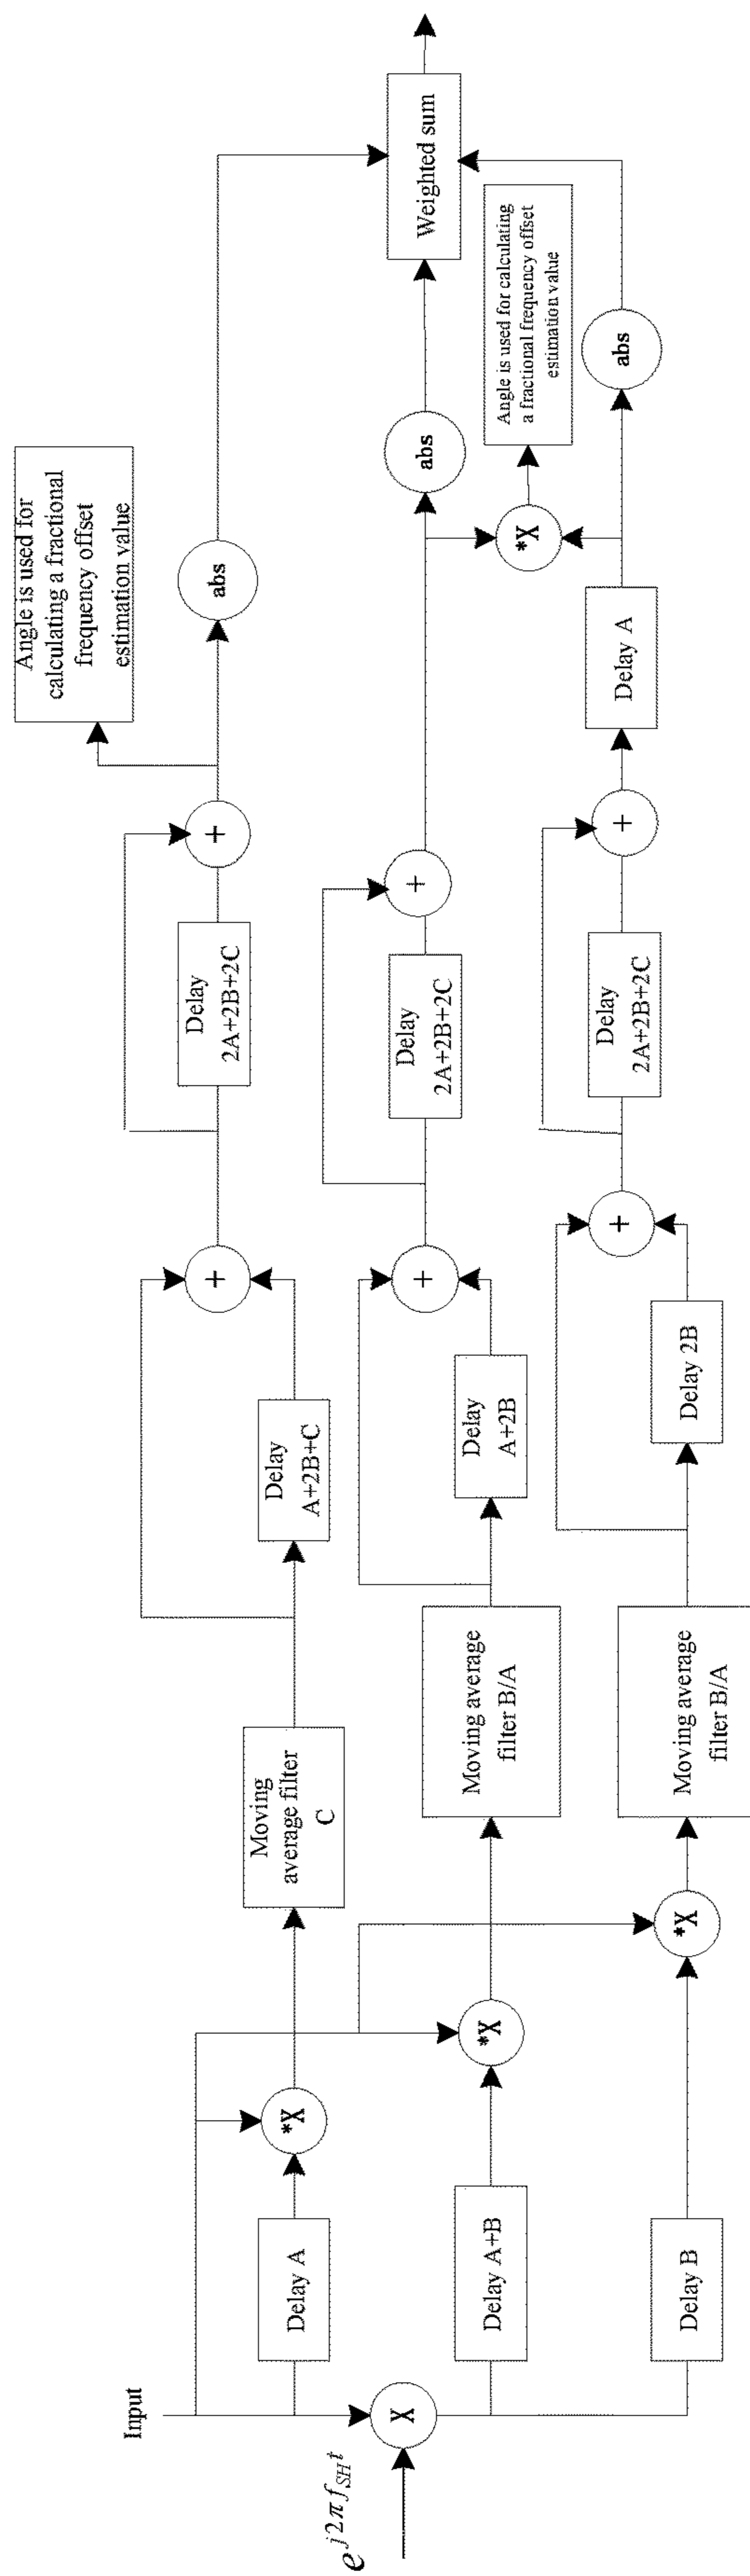 Input
e^{j2πf_{SH}t}
X
Delay A
*X
Moving
average filter
C
Delay
A+2B+C
+
Delay
2A+2B+2C
+
Angle is used for
calculating a fractional
frequency offset
estimation value
abs
Delay A+B
*X
Moving average
filter B/A
Delay
A+2B
+
Delay
2A+2B+2C
+
abs
Weighted sum
*X
Angle is used for calculating
a fractional frequency offset
estimation value
Delay B
*X
Moving average
filter B/A
Delay 2B
+
Delay
2A+2B+2C
+
Delay A
abs